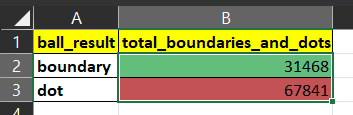 A B
1 ball_result total_boundaries_and_dots
2 boundary 31468
3 dot 67841